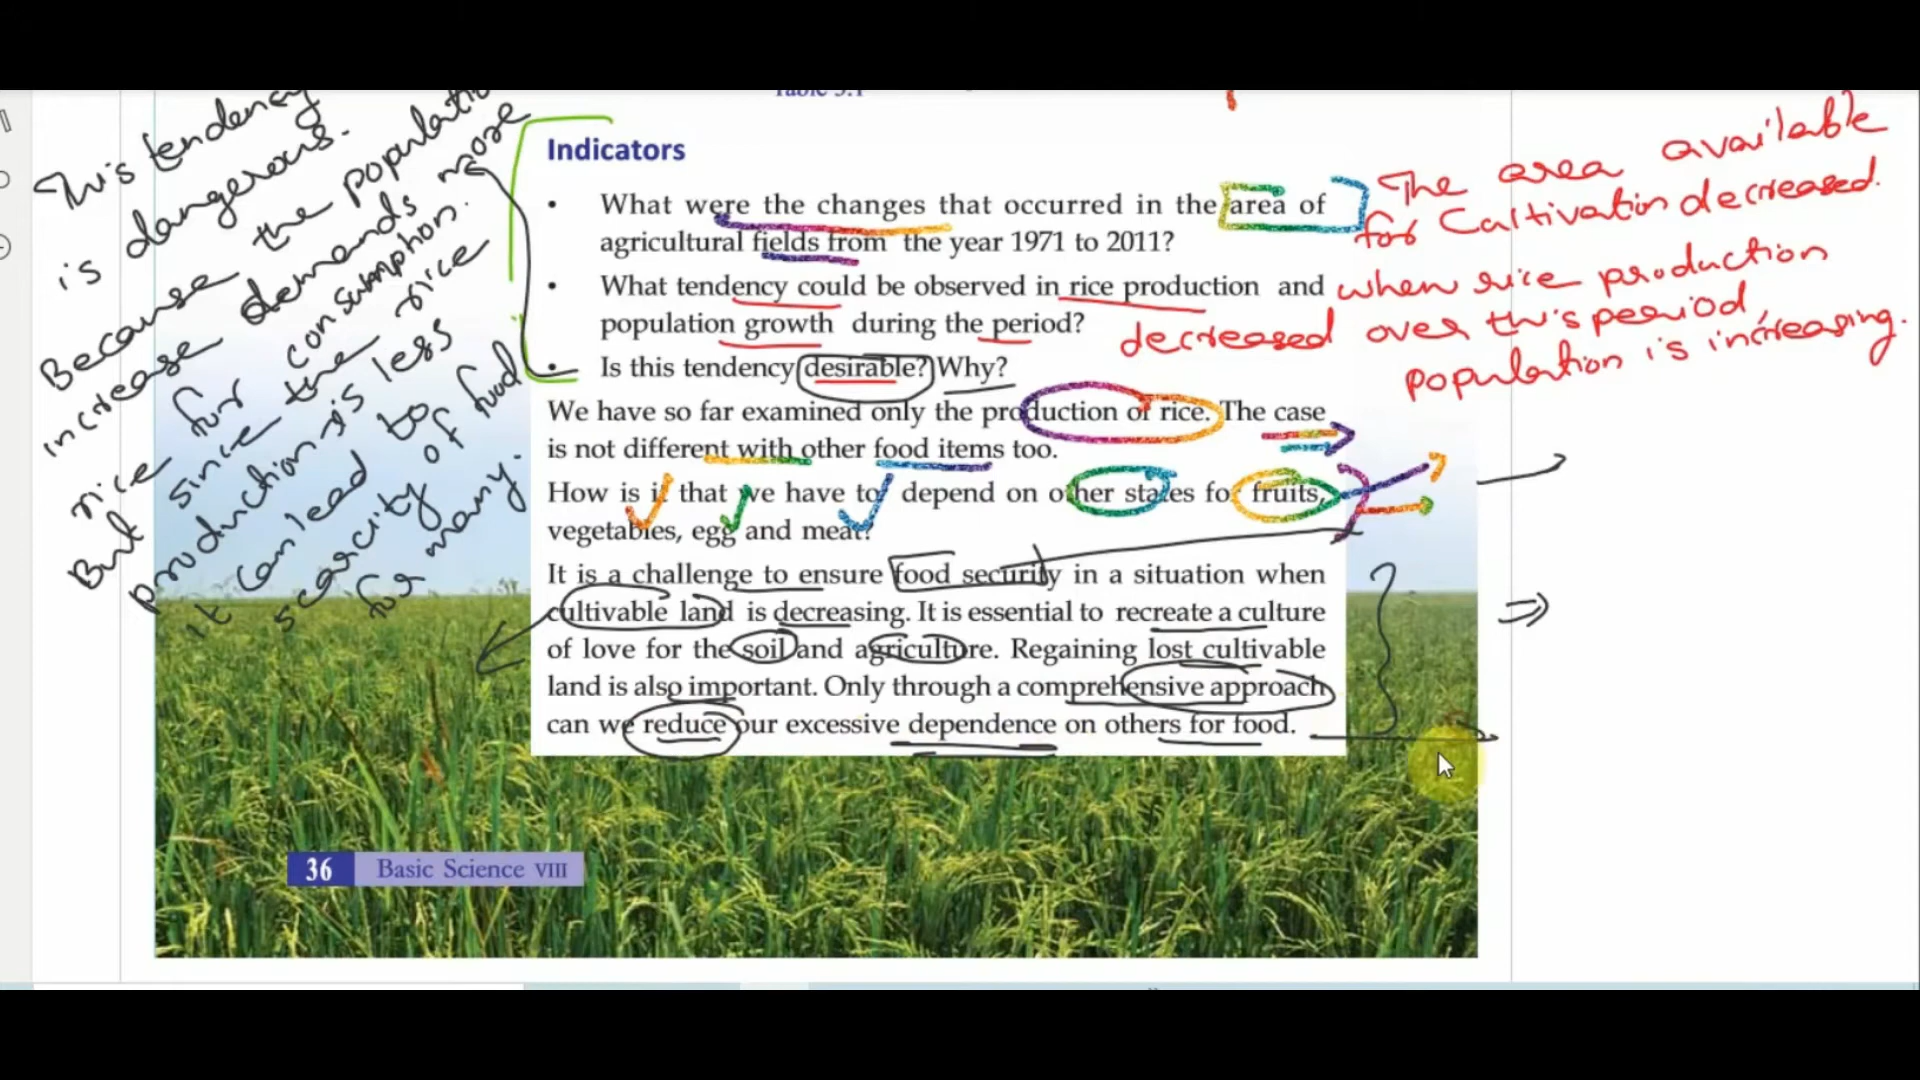 Table 3.1
Indicators
• What were the changes that occurred in the area of
agricultural fields from the year 1971 to 2011?
• What tendency could be observed in rice production and
population growth during the period?
• Is this tendency desirable? Why?
We have so far examined only the production of rice. The case
is not different with other food items too.
How is it that we have to depend on other states for fruits,
vegetables, egg and meat?
It is a challenge to ensure food security in a situation when
cultivable land is decreasing. It is essential to recreate a culture
of love for the soil and agriculture. Regaining lost cultivable
land is also important. Only through a comprehensive approach
can we reduce our excessive dependence on others for food.
36 Basic Science VIII
This tendency
is dangerous.
Because the population
increase demands more
rice for consumption.
But since the rice
production is less
it can lead to
scarcity of food
for many.
The area available
for Cultivation decreased.
when rice production
decreased over this period,
population is increasing.